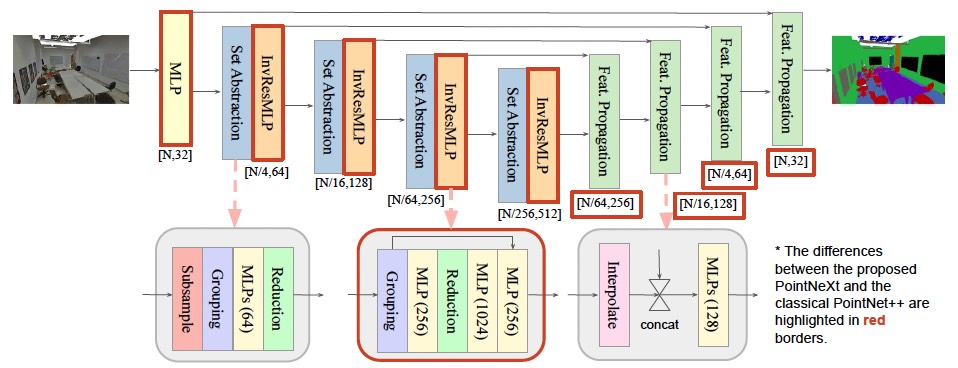 MLP
Set Abstraction
InvResMLP
Set Abstraction
InvResMLP
Set Abstraction
InvResMLP
Set Abstraction
InvResMLP
Feat. Propagation
Feat. Propagation
Feat. Propagation
Feat. Propagation
[N,32]
[N/4,64]
[N/16,128]
[N/64,256]
[N/256,512]
[N/64,256]
[N/16,128]
[N/4,64]
[N,32]
Subsample
Grouping
MLPs (64)
Reduction
Grouping
MLP (256)
Reduction
MLP (1024)
MLP (256)
Interpolate
concat
MLPs (128)
* The differences
between the proposed
PointNeXt and the
classical PointNet++ are
highlighted in red
borders.